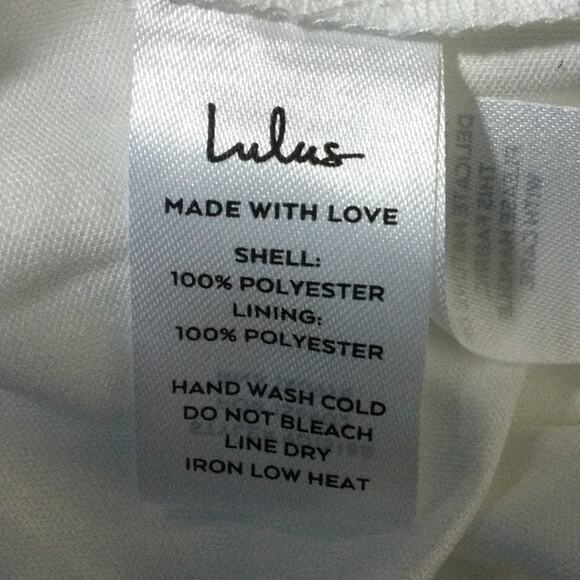 Lulus
MADE WITH LOVE
SHELL:
100% POLYESTER
LINING:
100% POLYESTER
HAND WASH COLD
DO NOT BLEACH
LINE DRY
IRON LOW HEAT